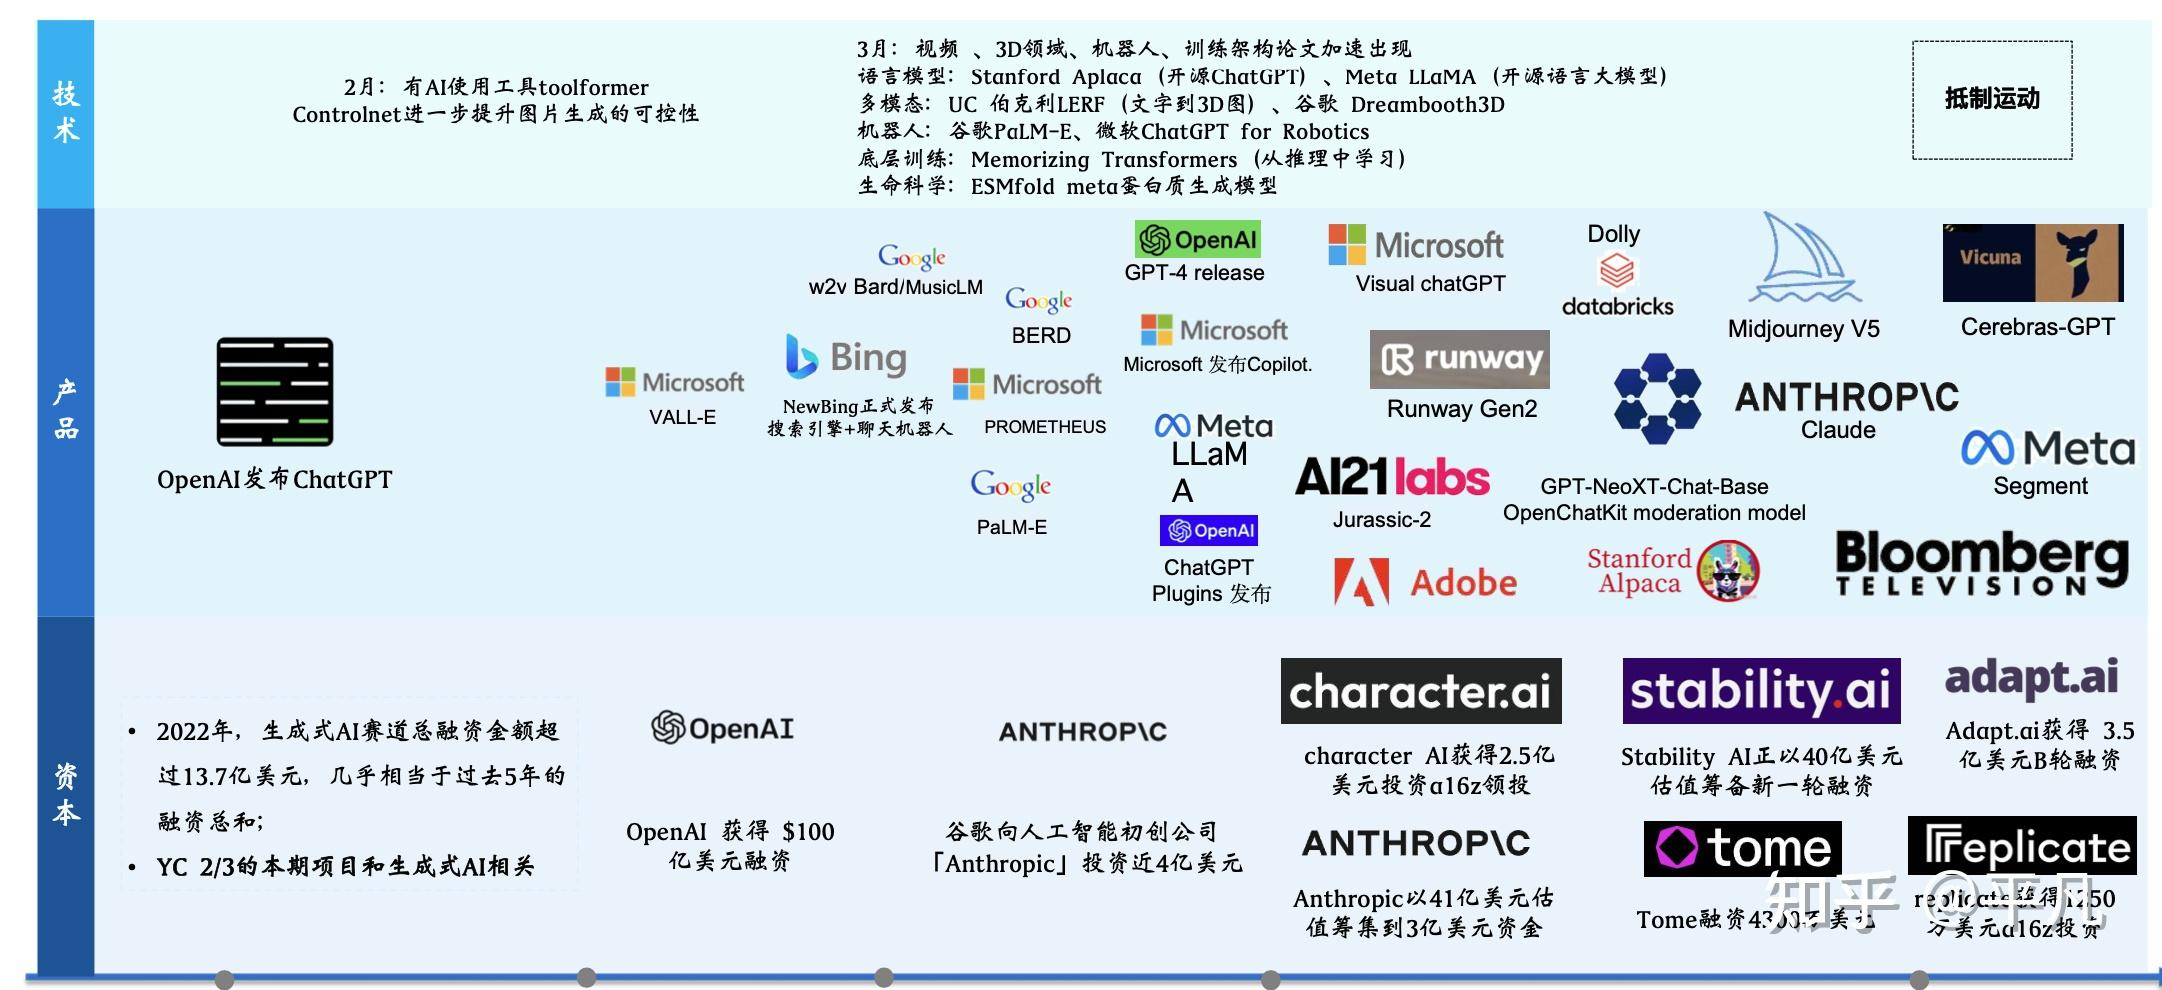 技
术
2月：有AI使用工具toolformer
Controlnet进一步提升图片生成的可控性
3月：视频 、3D领域、机器人、训练架构论文加速出现
语言模型：Stanford Aplaca（开源ChatGPT）、Meta LLaMA（开源语言大模型）
多模态：UC 伯克利LERF（文字到3D图）、谷歌 Dreambooth3D
机器人：谷歌PaLM-E、微软ChatGPT for Robotics
底层训练：Memorizing Transformers（从推理中学习）
生命科学：ESMfold meta蛋白质生成模型
抵制运动
产
品
OpenAI发布ChatGPT
Microsoft
VALL-E
Google
w2v Bard/MusicLM
Bing
NewBing正式发布
搜索引擎+聊天机器人
Google
BERD
Microsoft
PROMETHEUS
Google
PaLM-E
OpenAI
GPT-4 release
Microsoft
Microsoft 发布Copilot.
Meta
LLaM
A
OpenAI
ChatGPT
Plugins 发布
Microsoft
Visual chatGPT
runway
Runway Gen2
AI21 labs
Jurassic-2
Adobe
Dolly
databricks
GPT-NeoXT-Chat-Base
OpenChatKit moderation model
Stanford
Alpaca
Midjourney V5
ANTHROP\C
Claude
Vicuna
Cerebras-GPT
Meta
Segment
Bloomberg
TELEVISION
资
本
• 2022年，生成式AI赛道总融资金额超
过13.7亿美元，几乎相当于过去5年的
融资总和;
• YC 2/3的本期项目和生成式AI相关
OpenAI
OpenAI 获得 $100
亿美元融资
ANTHROP\C
谷歌向人工智能初创公司
「Anthropic」投资近4亿美元
character.ai
character AI获得2.5亿
美元投资a16z领投
ANTHROP\C
Anthropic以41亿美元估
值筹集到3亿美元资金
stability.ai
Stability AI正以40亿美元
估值筹备新一轮融资
tome
Tome融资4300万美元
adapt.ai
Adapt.ai获得 3.5
亿美元B轮融资
Replicate
replicate获得1250
万美元a16z投资
知乎 @平凡